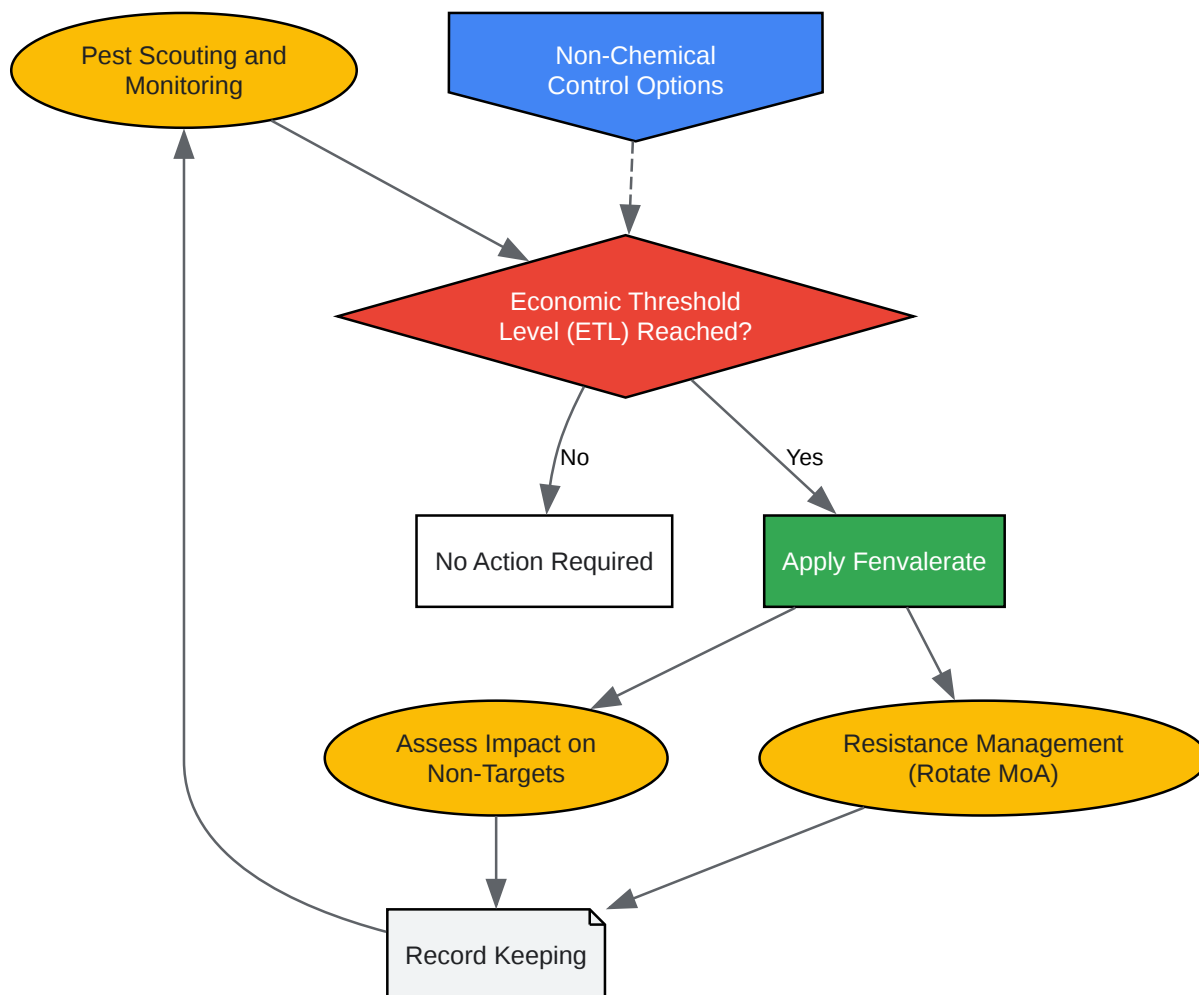 Pest Scouting and
Monitoring
Non-Chemical
Control Options
Economic Threshold
Level (ETL) Reached?
No
Yes
No Action Required
Apply Fenvalerate
Assess Impact on
Non-Targets
Resistance Management
(Rotate MoA)
Record Keeping